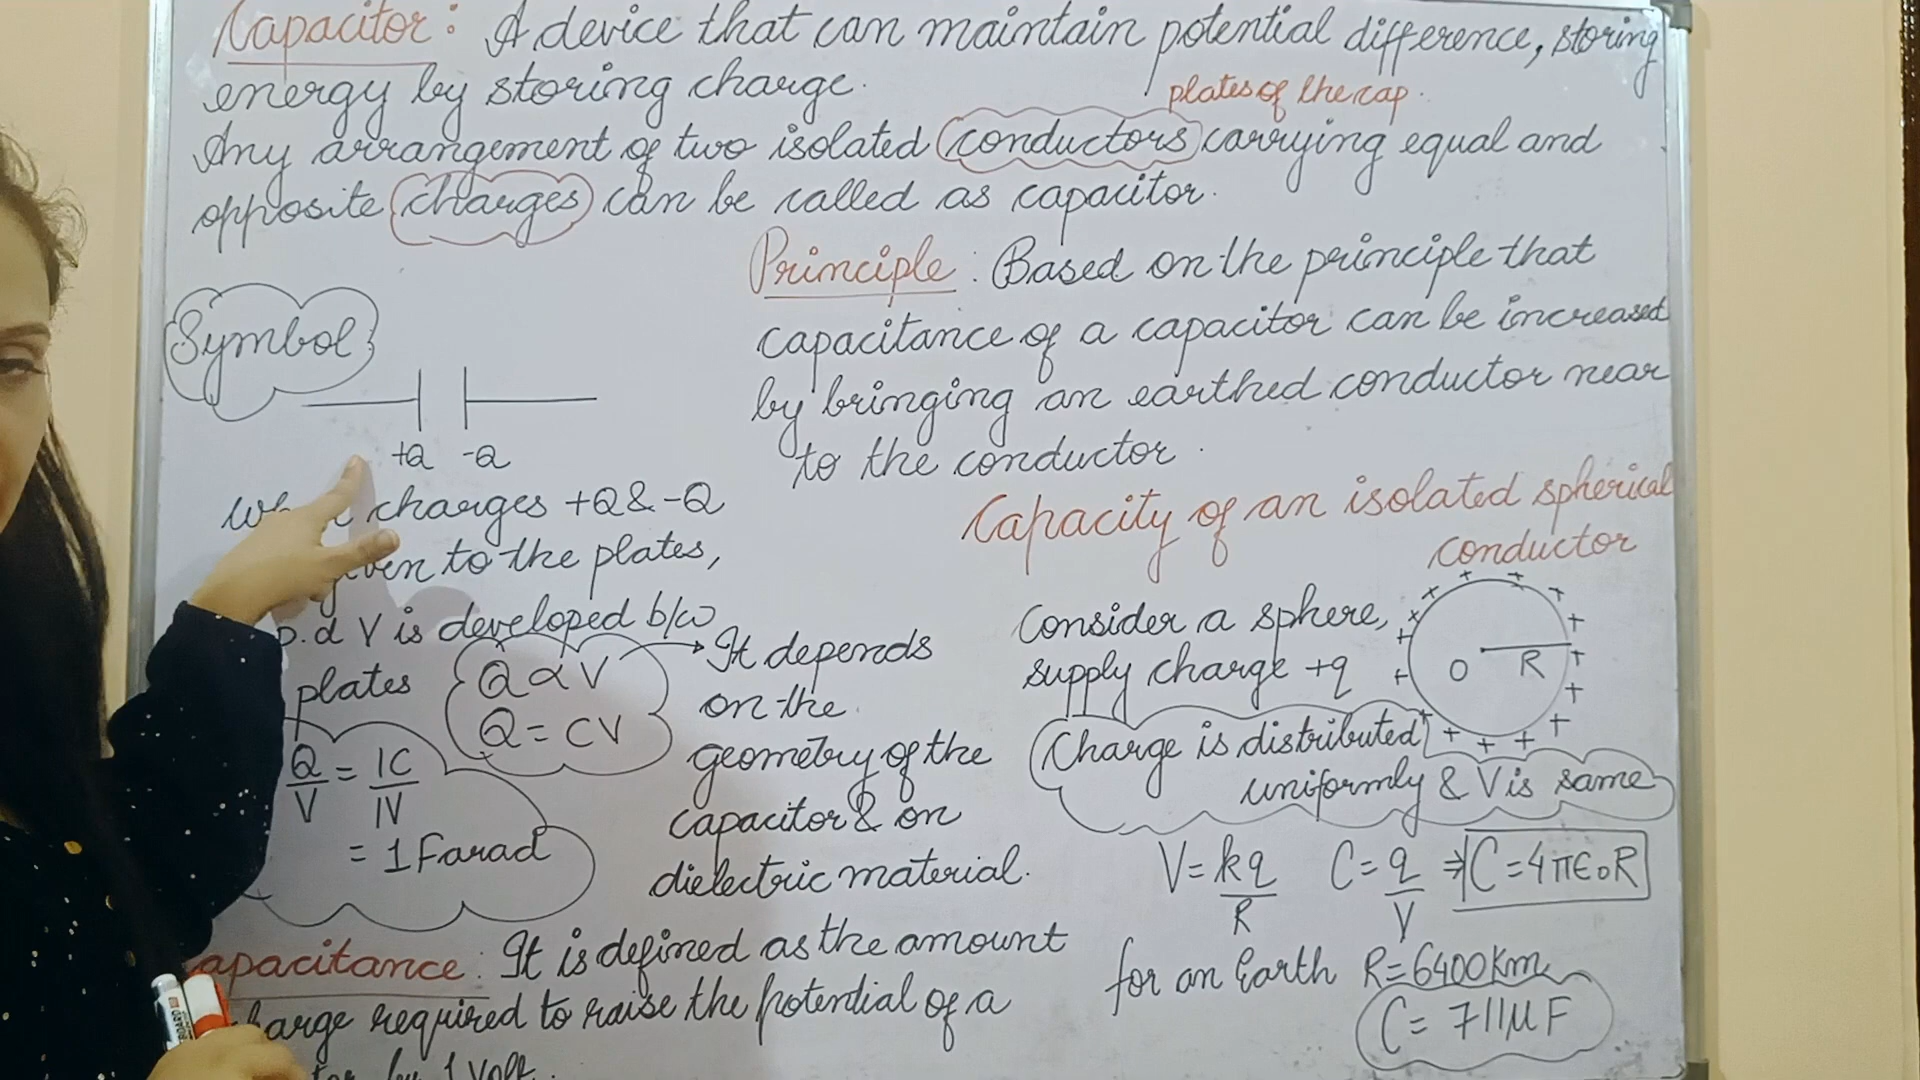 Capacitor: A device that can maintain potential difference, storing
energy by storing charge.
plates of the cap.
Any arrangement of two isolated conductors carrying equal and
opposite charges can be called as capacitor.
Symbol
+Q -Q
charges +Q & -Q
to the plates,
p.d V is developed b/w
plates
Q ∝ V
Q = CV
It depends
on the
geometry of the
capacitor & on
dielectric material.
Q/V = 1C/1V
= 1 Farad
Principle: Based on the principle that
capacitance of a capacitor can be increased
by bringing an earthed conductor near
to the conductor.
Capacity of an isolated spherical
conductor
Consider a sphere,
supply charge +q
+ + + + + + + + + + + + + + + +
O R
Charge is distributed
uniformly & V is same
V = kq/R C = q/V ⇒ C = 4πε₀R
for an Earth R = 6400 Km
C = 711 μF
apacitance: It is defined as the amount
harge required to raise the potential of a
by 1 volt.